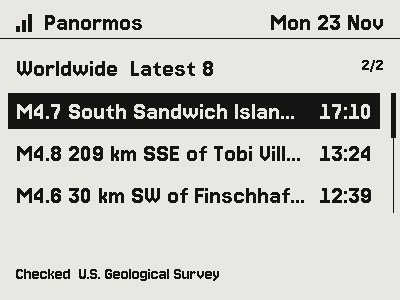 Panormos Mon 23 Nov
Worldwide Latest 8 2/2
M4.7 South Sandwich Islan... 17:10
M4.8 209 km SSE of Tobi Vill... 13:24
M4.6 30 km SW of Finschhaf... 12:39
Checked U.S. Geological Survey